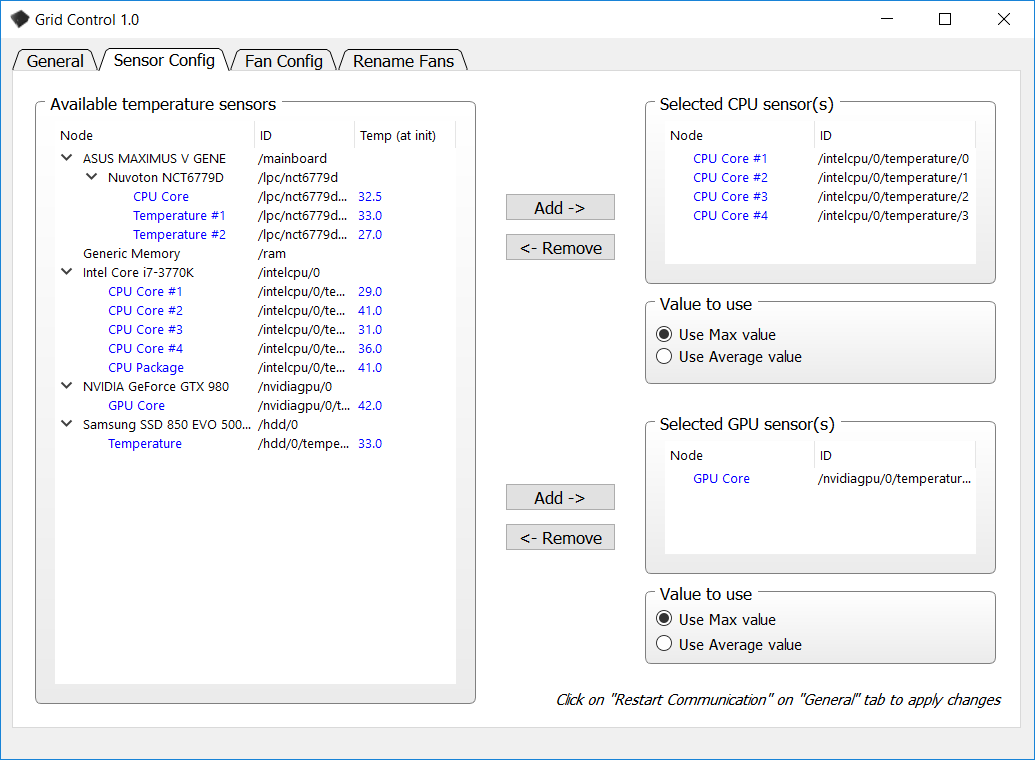 Grid Control 1.0
General Sensor Config Fan Config Rename Fans
Available temperature sensors
Node ID Temp (at init)
ASUS MAXIMUS V GENE /mainboard
Nuvoton NCT6779D /lpc/nct6779d
CPU Core /lpc/nct6779d... 32.5
Temperature #1 /lpc/nct6779d... 33.0
Temperature #2 /lpc/nct6779d... 27.0
Generic Memory /ram
Intel Core i7-3770K /intelcpu/0
CPU Core #1 /intelcpu/0/te... 29.0
CPU Core #2 /intelcpu/0/te... 41.0
CPU Core #3 /intelcpu/0/te... 31.0
CPU Core #4 /intelcpu/0/te... 36.0
CPU Package /intelcpu/0/te... 41.0
NVIDIA GeForce GTX 980 /nvidiagpu/0
GPU Core /nvidiagpu/0/t... 42.0
Samsung SSD 850 EVO 500... /hdd/0
Temperature /hdd/0/tempe... 33.0
Add ->
<- Remove
Add ->
<- Remove
Selected CPU sensor(s)
Node ID
CPU Core #1 /intelcpu/0/temperature/0
CPU Core #2 /intelcpu/0/temperature/1
CPU Core #3 /intelcpu/0/temperature/2
CPU Core #4 /intelcpu/0/temperature/3
Value to use
Use Max value
Use Average value
Selected GPU sensor(s)
Node ID
GPU Core /nvidiagpu/0/temperatur...
Value to use
Use Max value
Use Average value
Click on "Restart Communication" on "General" tab to apply changes